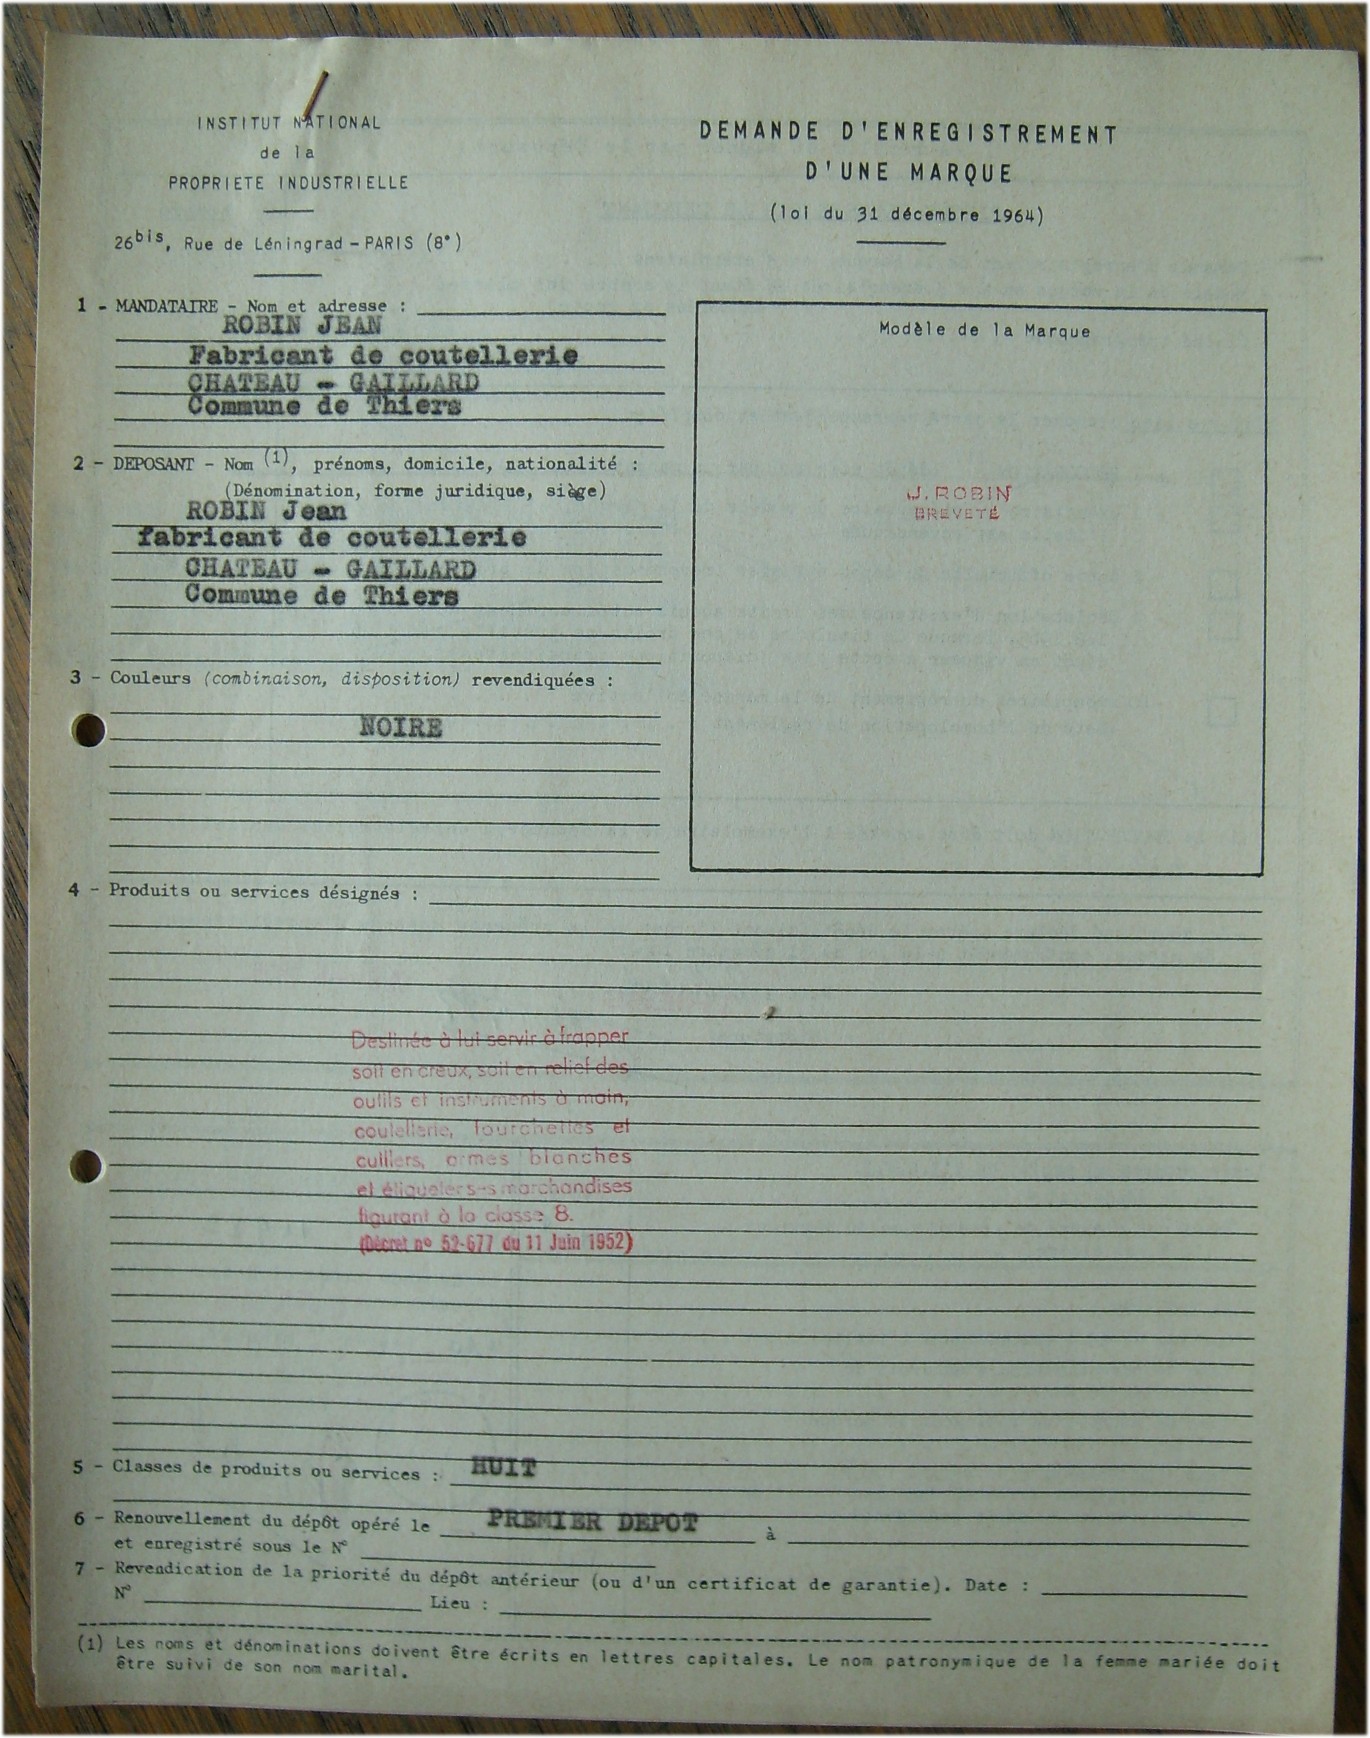 INSTITUT NATIONAL
de la
PROPRIETE INDUSTRIELLE
26bis, Rue de Léningrad – PARIS (8°)
DEMANDE D'ENREGISTREMENT
D'UNE MARQUE
(loi du 31 décembre 1964)
1 - MANDATAIRE - Nom et adresse :
ROBIN JEAN
Fabricant de coutellerie
CHATEAU - GAILLARD
Commune de Thiers
2 - DEPOSANT - Nom (1), prénoms, domicile, nationalité :
(Dénomination, forme juridique, siège)
ROBIN Jean
fabricant de coutellerie
CHATEAU - GAILLARD
Commune de Thiers
3 - Couleurs (combinaison, disposition) revendiquées :
NOIRE
Modèle de la Marque
J. ROBIN
BREVETÉ
4 - Produits ou services désignés :
Destinée à lui servir à frapper
soit en creux, soit en relief des
outils et instruments à main,
coutellerie, fourchettes et
cuillers, armes blanches
et étiqueter s-s marchandises
figurant à la classe 8.
(Décret nº 52-677 du 11 Juin 1952)
5 - Classes de produits ou services : HUIT
6 - Renouvellement du dépôt opéré le PREMIER DEPOT à
et enregistré sous le N°
7 - Revendication de la priorité du dépôt antérieur (ou d'un certificat de garantie). Date :
N° Lieu :
(1) Les noms et dénominations doivent être écrits en lettres capitales. Le nom patronymique de la femme mariée doit
être suivi de son nom marital.